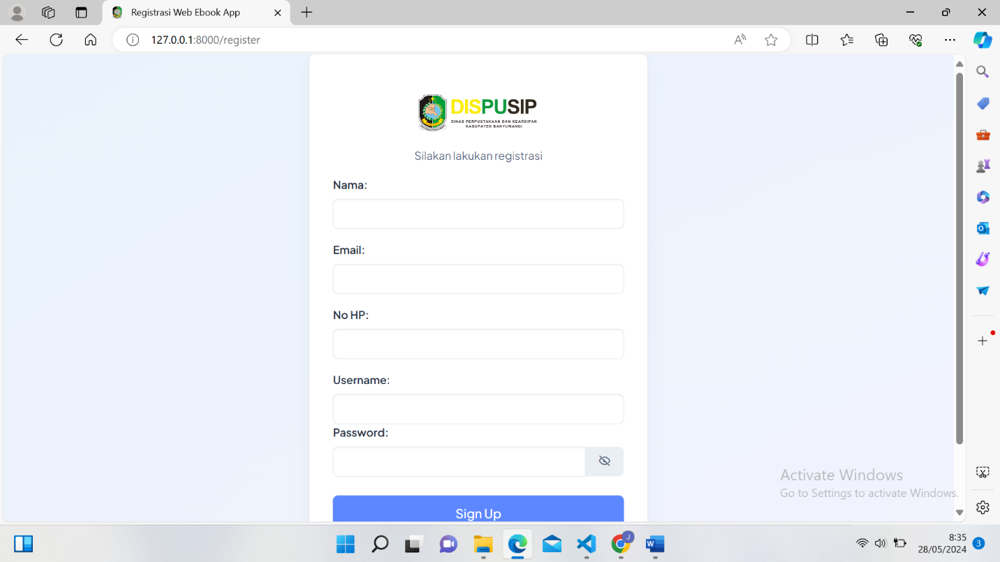 Registrasi Web Ebook App
127.0.0.1:8000/register
DISPUSIP
DINAS PERPUSTAKAAN DAN KEARSIPAN
KABUPATEN BANYUWANGI
Silakan lakukan registrasi
Nama:
Email:
No HP:
Username:
Password:
Sign Up
Activate Windows
Go to Settings to activate Windows.
J
8:35
28/05/2024
3